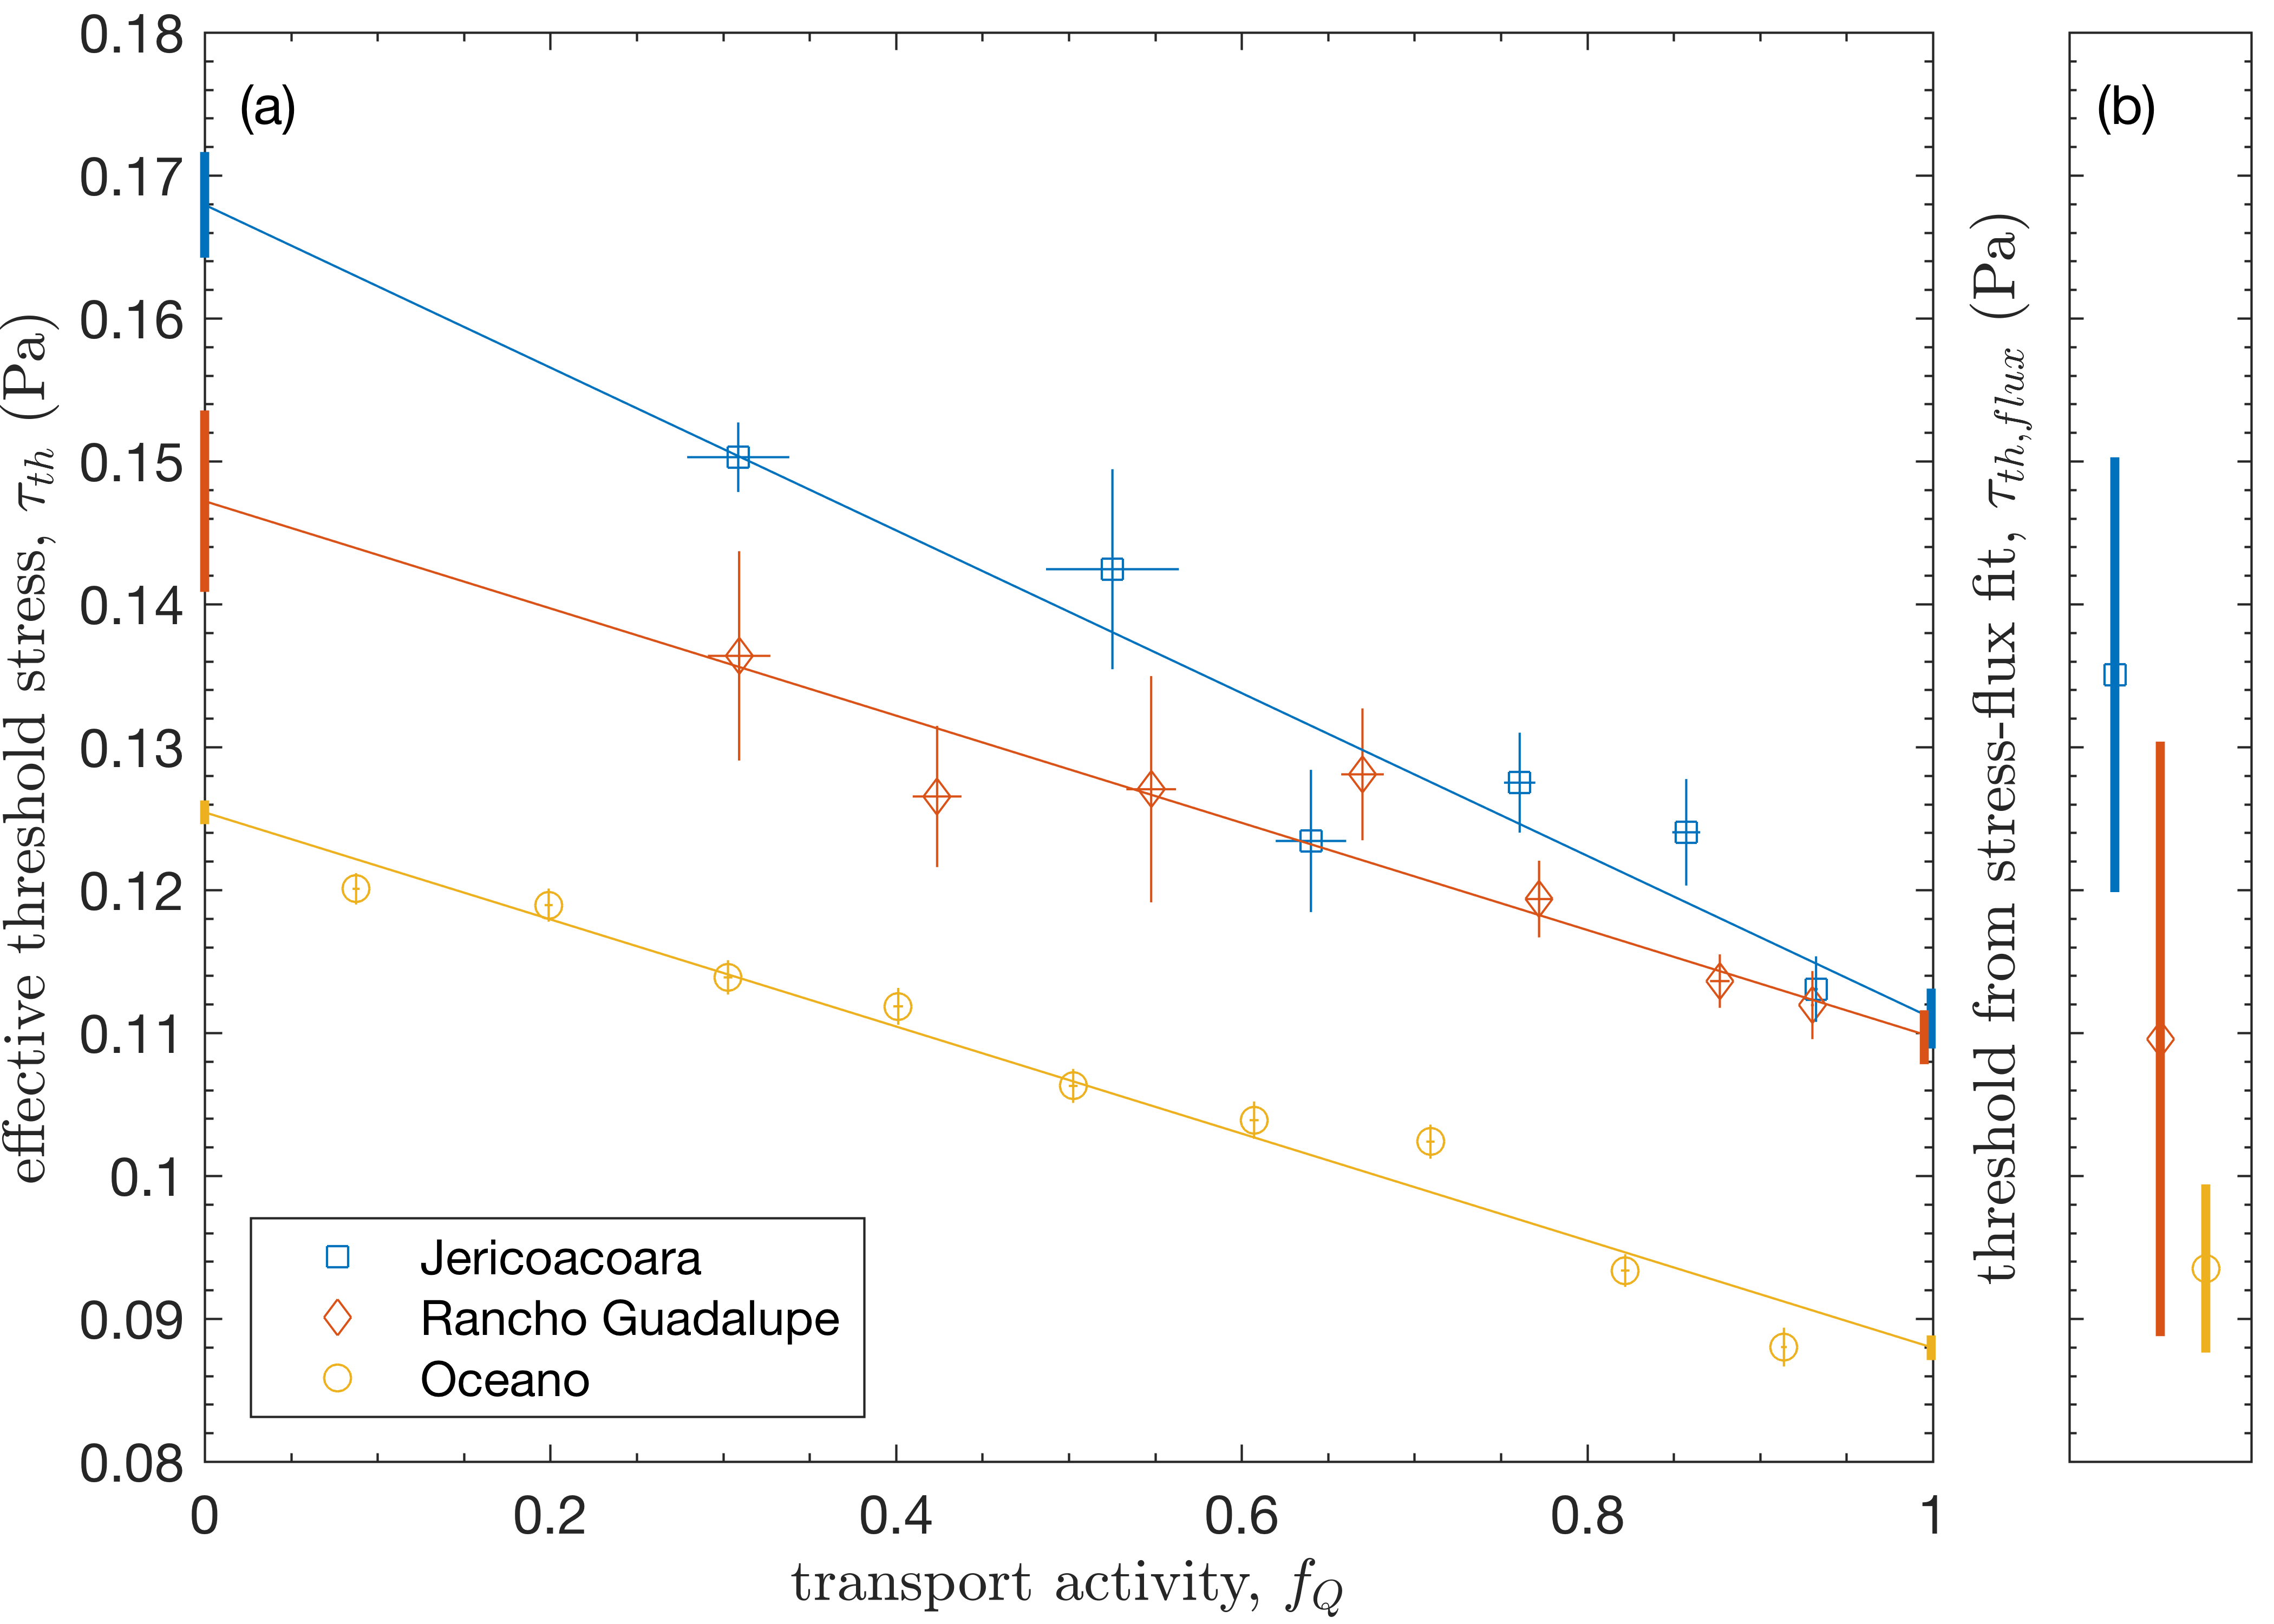 effective threshold stress, τth (Pa)
0.18
0.17
0.16
0.15
0.14
0.13
0.12
0.11
0.1
0.09
0.08
(a)
Jericoacoara
Rancho Guadalupe
Oceano
0 0.2 0.4 0.6 0.8 1
transport activity, fQ
threshold from stress-flux fit, τth,flux (Pa)
(b)